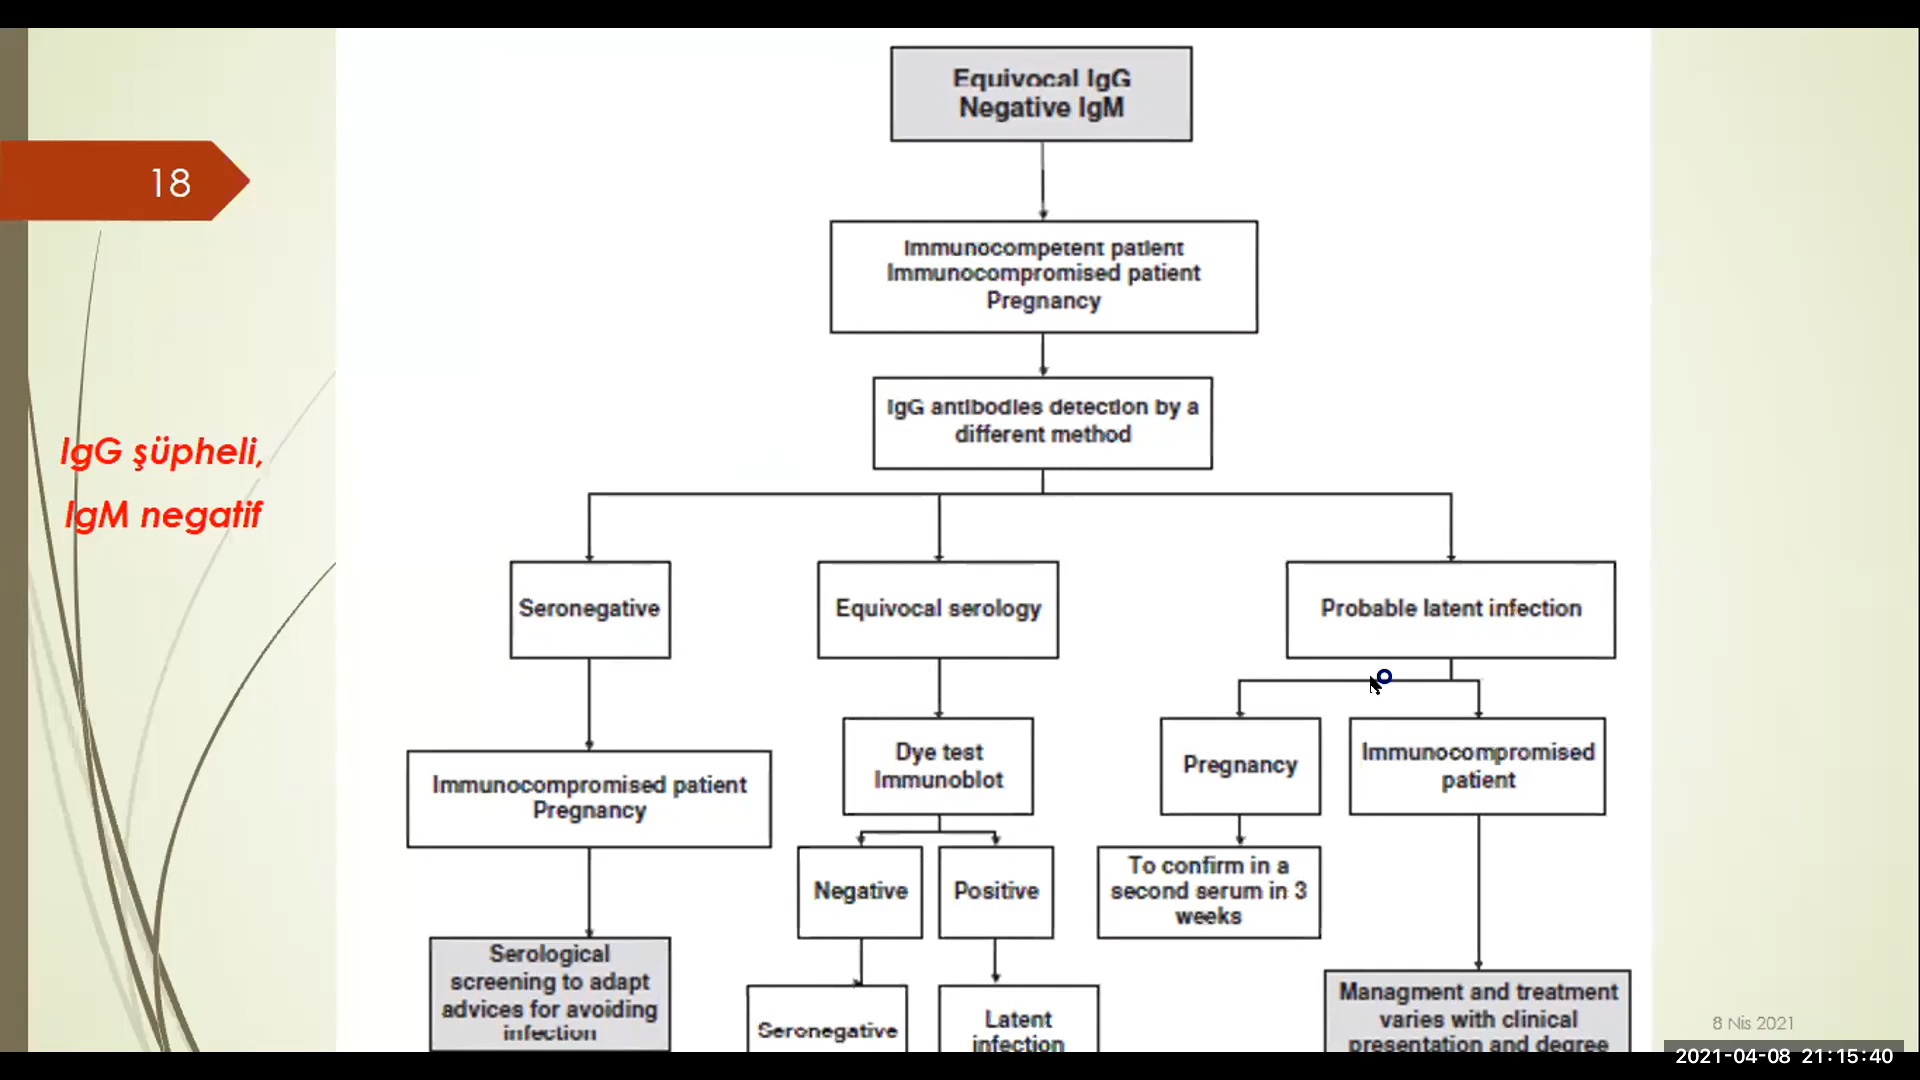 Equivocal IgG
Negative IgM
18
Immunocompetent patient
Immunocompromised patient
Pregnancy
IgG antibodies detection by a
different method
IgG şüpheli,
IgM negatif
Seronegative
Equivocal serology
Probable latent infection
Dye test
Immunoblot
Pregnancy
Immunocompromised
patient
Immunocompromised patient
Pregnancy
Negative
Positive
To confirm in a
second serum in 3
weeks
Serological
screening to adapt
advices for avoiding
infection
Seronegative
Latent
infection
Managment and treatment
varies with clinical
presentation and degree
8 Nis 2021
2021-04-08 21:15:40